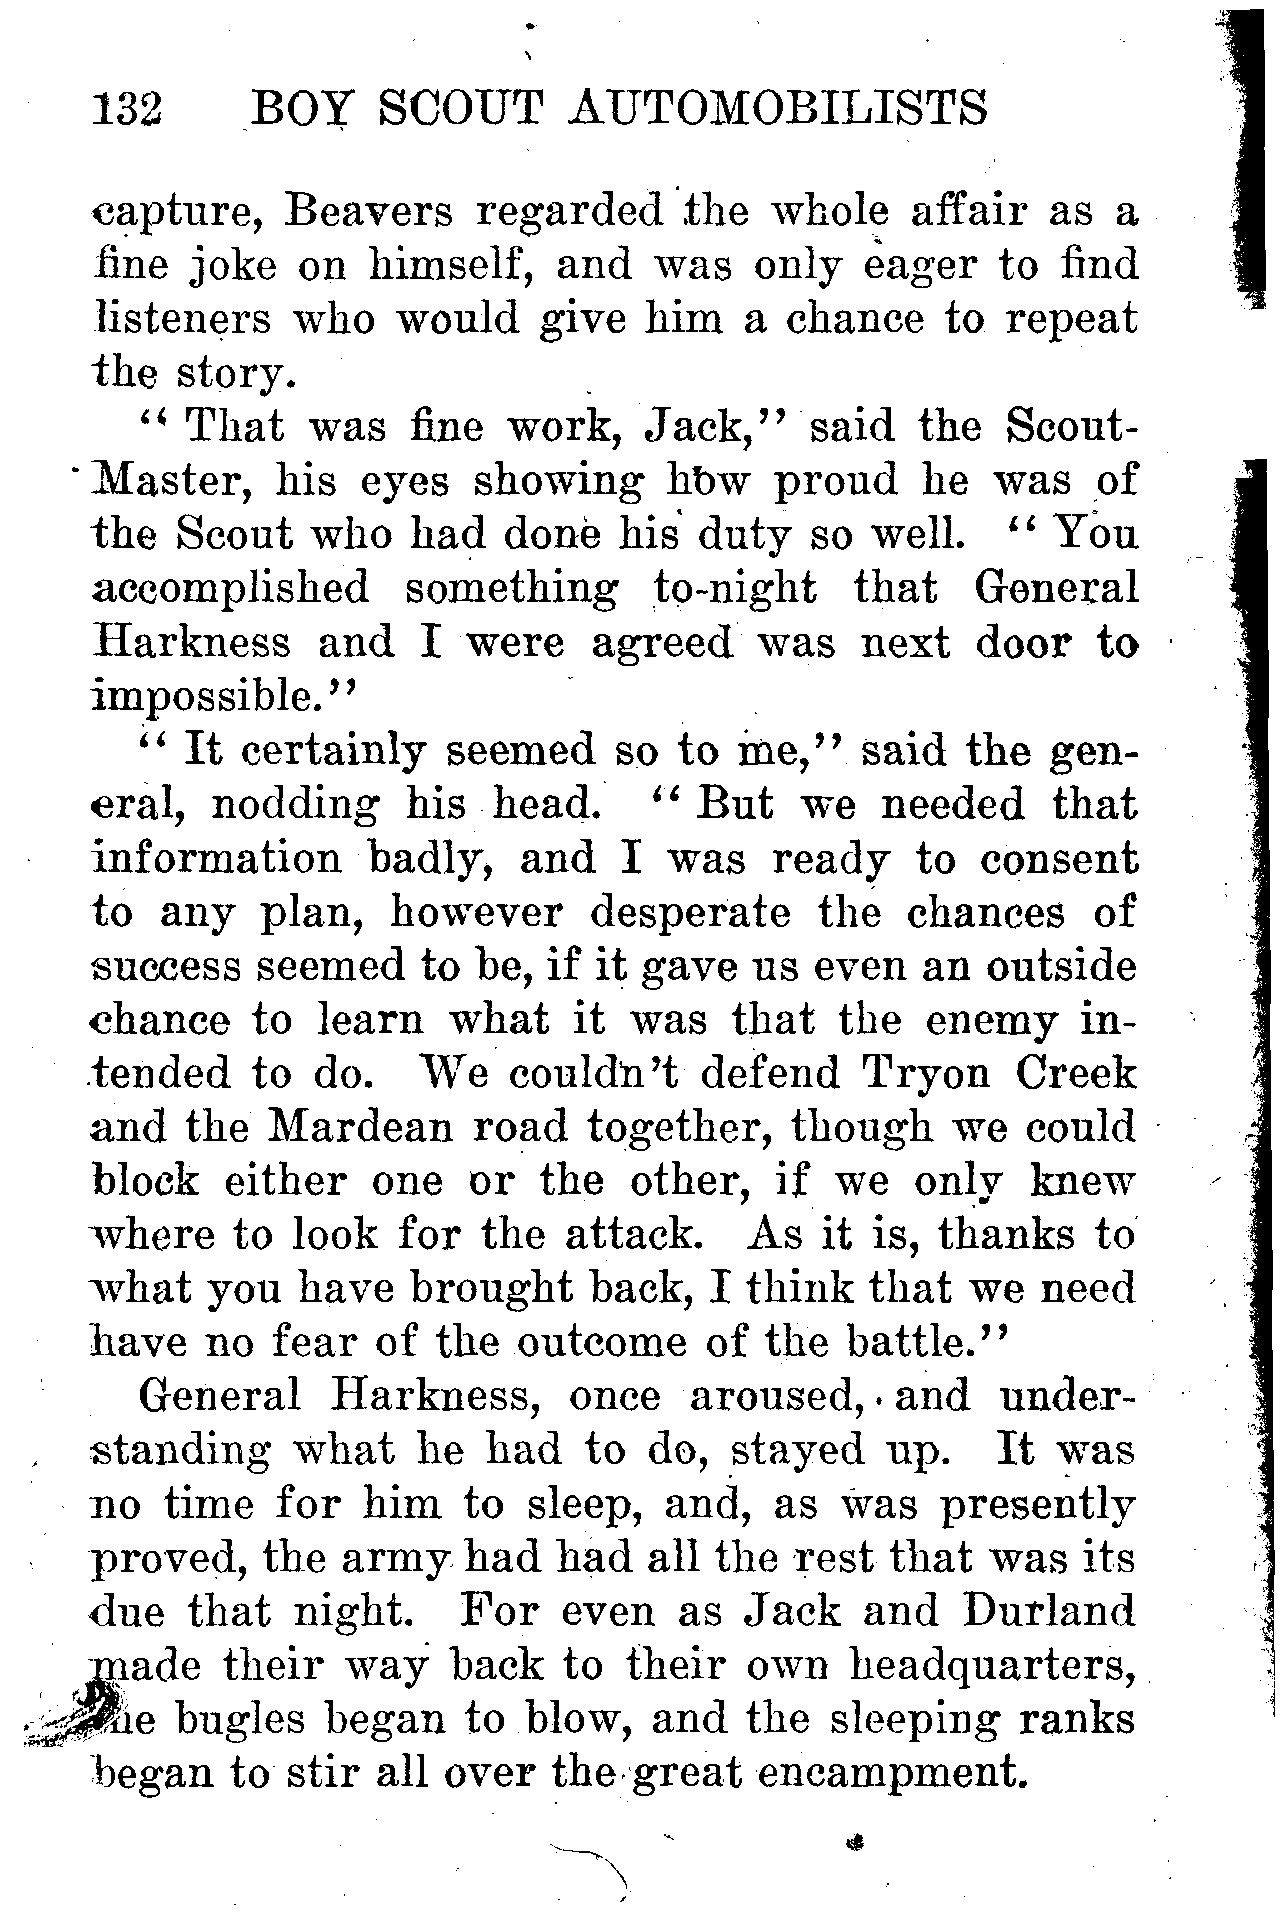 132 BOY SCOUT AUTOMOBILISTS
capture, Beavers regarded the whole affair as a
fine joke on himself, and was only eager to find
listeners who would give him a chance to repeat
the story.
“ That was fine work, Jack,” said the Scout-
Master, his eyes showing how proud he was of
the Scout who had done his duty so well. “ You
accomplished something to-night that General
Harkness and I were agreed was next door to
impossible.”
“ It certainly seemed so to me,” said the gen-
eral, nodding his head. “ But we needed that
information badly, and I was ready to consent
to any plan, however desperate the chances of
success seemed to be, if it gave us even an outside
chance to learn what it was that the enemy in-
tended to do. We couldn’t defend Tryon Creek
and the Mardean road together, though we could
block either one or the other, if we only knew
where to look for the attack. As it is, thanks to
what you have brought back, I think that we need
have no fear of the outcome of the battle.”
General Harkness, once aroused, and under-
standing what he had to do, stayed up. It was
no time for him to sleep, and, as was presently
proved, the army had had all the rest that was its
due that night. For even as Jack and Durland
made their way back to their own headquarters,
the bugles began to blow, and the sleeping ranks
began to stir all over the great encampment.